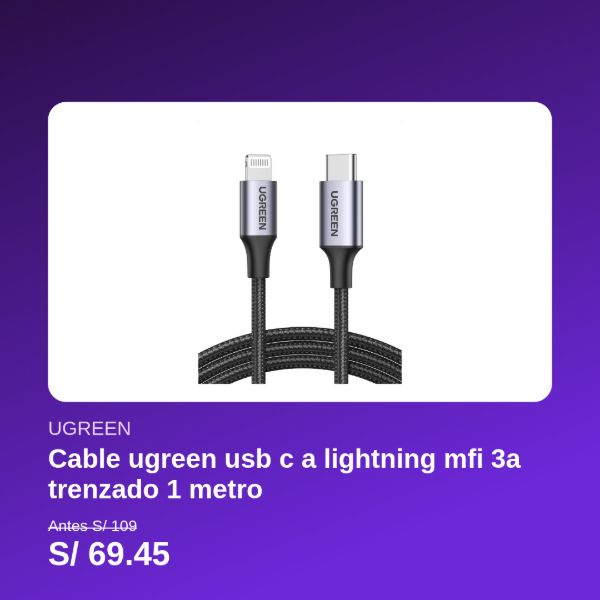 UGREEN
UGREEN
UGREEN
Cable ugreen usb c a lightning mfi 3a
trenzado 1 metro
Antes S/ 109
S/ 69.45